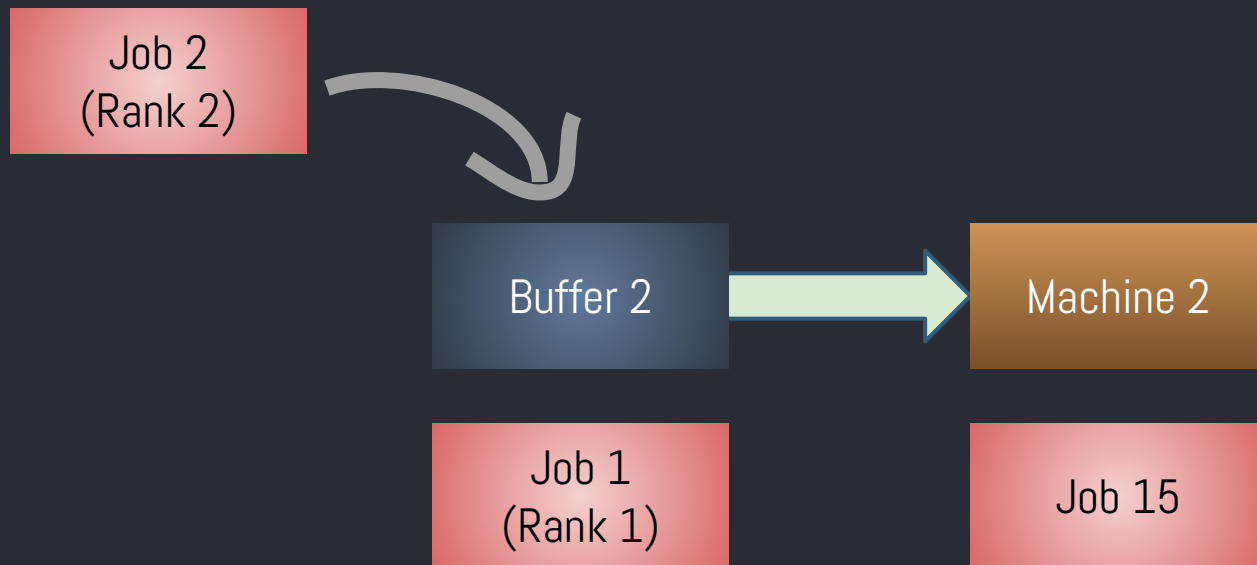 Job 2
(Rank 2)
Buffer 2
Machine 2
Job 1
(Rank 1)
Job 15